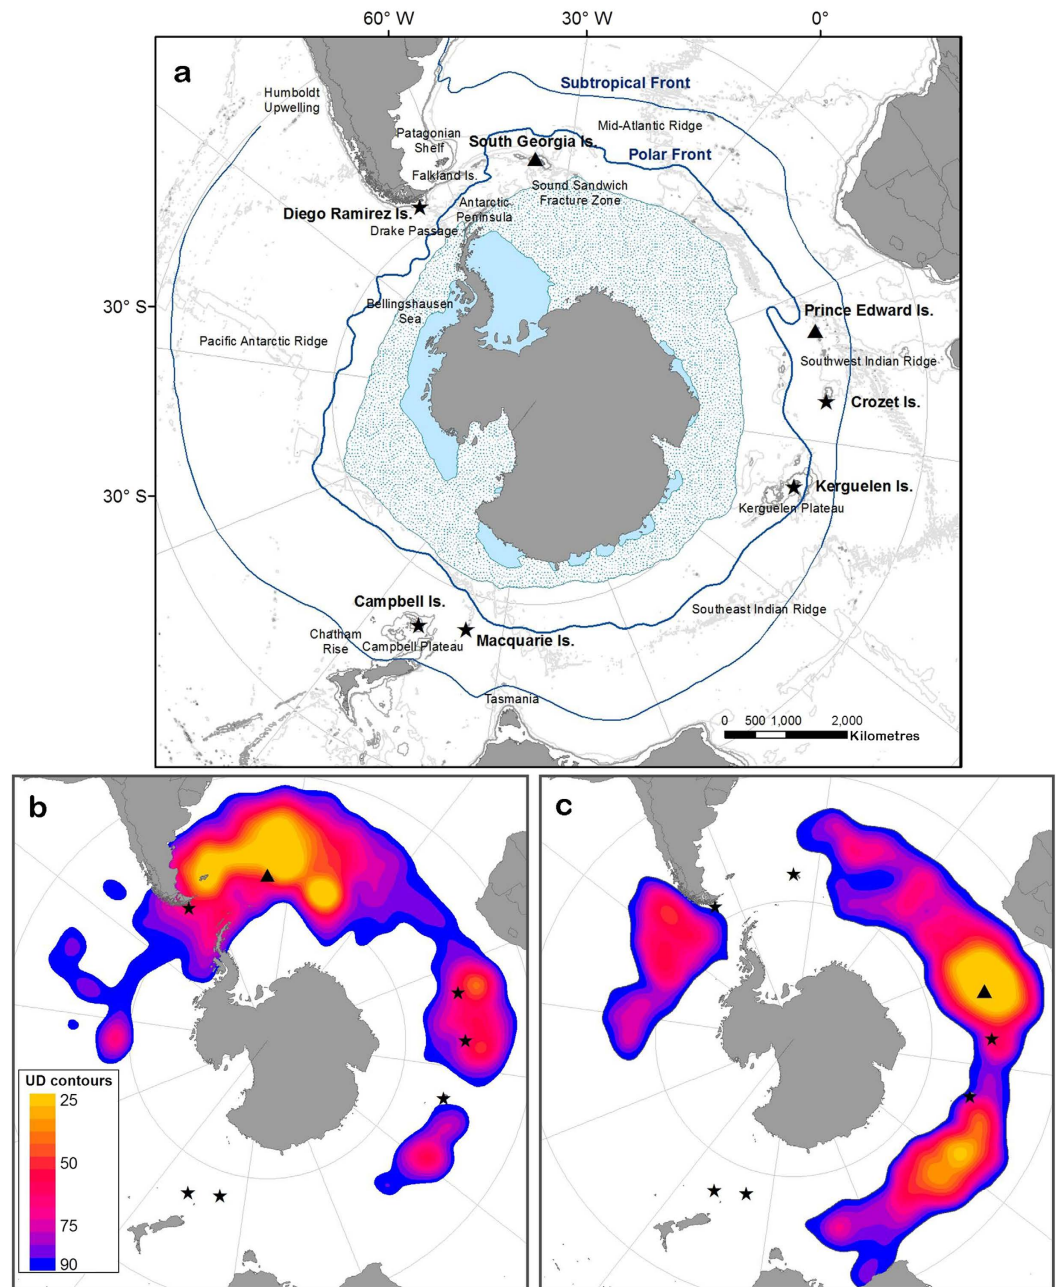 60° W
30° W
0°
a
Subtropical Front
Humboldt
Upwelling
Mid-Atlantic Ridge
Patagonian
Shelf
South Georgia Is.
Polar Front
Falkland Is.
Sound Sandwich
Fracture Zone
Antarctic
Peninsula
Diego Ramirez Is.
Drake Passage
30° S
Bellingshausen
Sea
Prince Edward Is.
Pacific Antarctic Ridge
Southwest Indian Ridge
Crozet Is.
30° S
Kerguelen Is.
Kerguelen Plateau
Campbell Is.
Southeast Indian Ridge
Chatham
Rise
Campbell Plateau
Macquarie Is.
Tasmania
0 500 1,000 2,000
Kilometres
b
c
UD contours
25
50
75
90